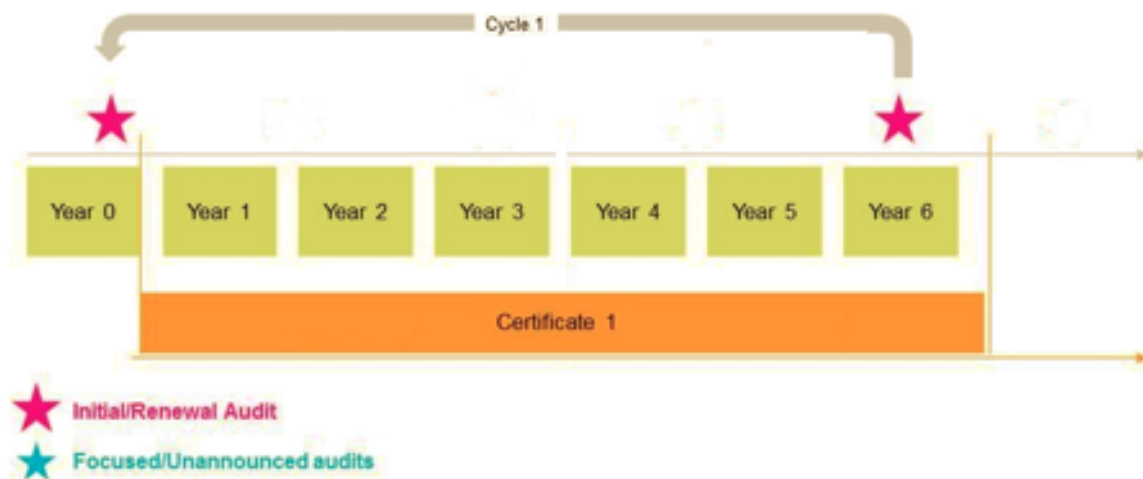 Cycle 1
Year 0 Year 1 Year 2 Year 3 Year 4 Year 5 Year 6
Certificate 1
Initial/Renewal Audit
Focused/Unannounced audits